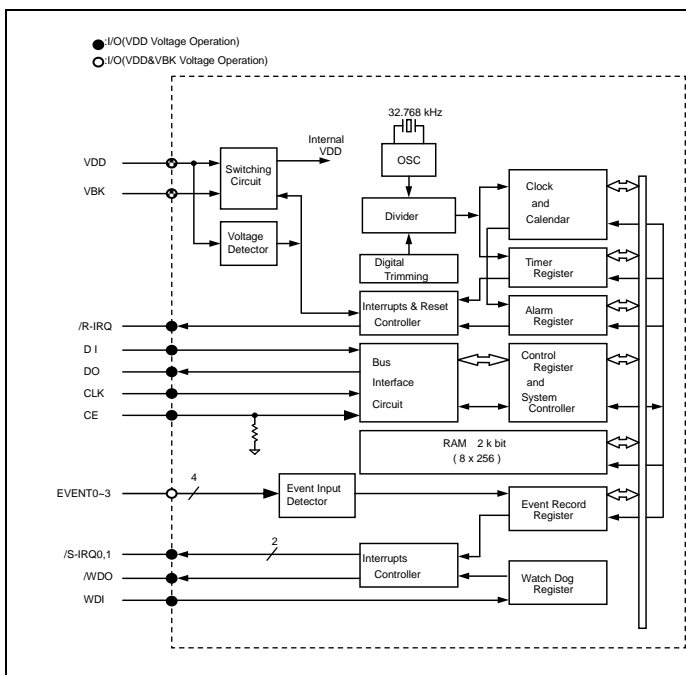 :I/O(VDD Voltage Operation)
:I/O(VDD&VBK Voltage Operation)
32.768 kHz
OSC
Internal
VDD
VDD
VBK
Switching
Circuit
Voltage
Detector
Divider
Digital
Trimming
Clock
and
Calendar
Timer
Register
Interrupts & Reset
Controller
Alarm
Register
/R-IRQ
D I
DO
CLK
CE
Bus
Interface
Circuit
Control
Register
and
System
Controller
RAM 2 k bit
( 8 x 256 )
EVENT0~3
4
Event Input
Detector
Event Record
Register
/S-IRQ0,1
2
/WDO
WDI
Interrupts
Controller
Watch Dog
Register